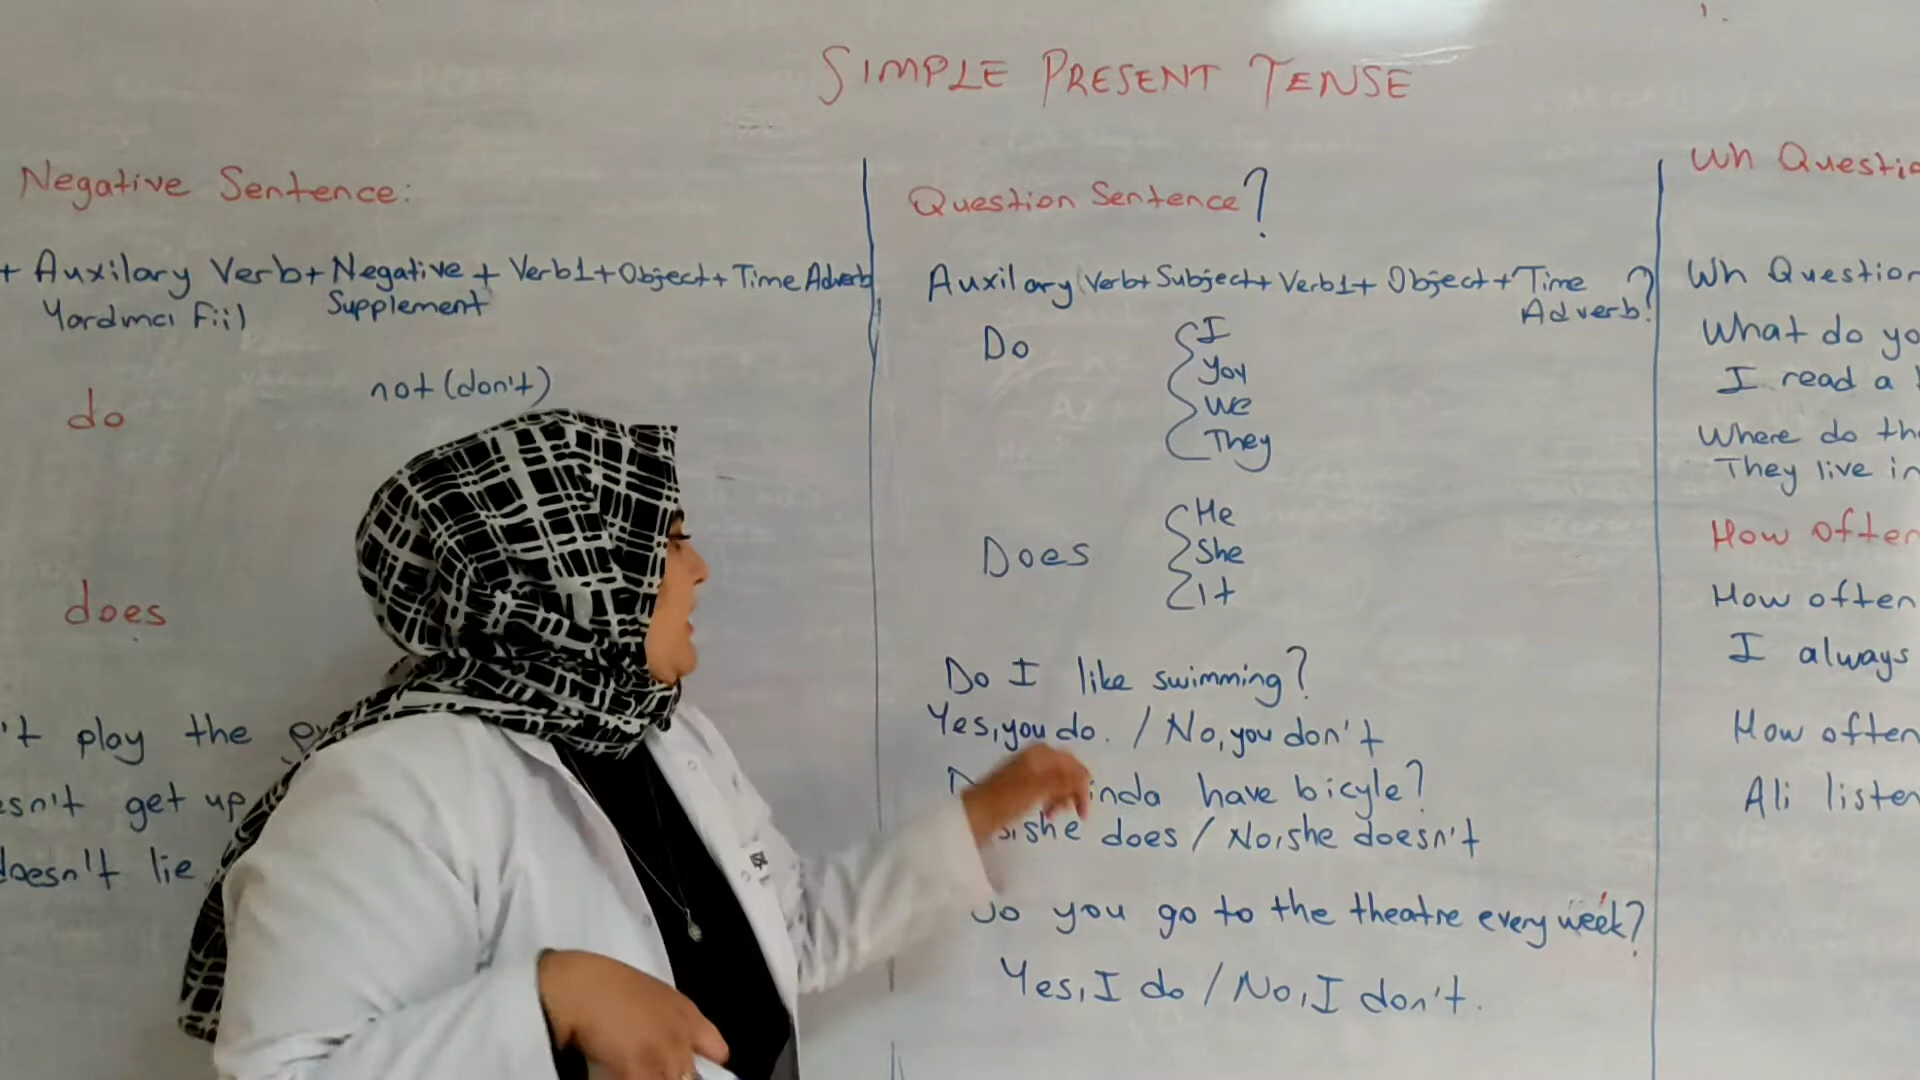 SIMPLE PRESENT TENSE
Negative Sentence:
+ Auxilary Verb+ Negative + Verb1+Object+Time Adverb
Yardmcı Fiil Supplement
do not (don't)
does
't play the
esn't get up
doesn't lie
Question Sentence?
Auxilary Verb+ Subject+ Verb1+ Object+Time
Adverb?
Do I
You
We
They
Does He
She
It
Do I like swimming?
Yes,you do. / No,you don't
inda have bicyle?
she does / No,she doesn't
Do you go to the theatre every week?
Yes,I do / No,I don't.
Wh Questio
Wh Question
What do yo
I read a
Where do the
They live in
How often
How often
I always
How often
Ali listen